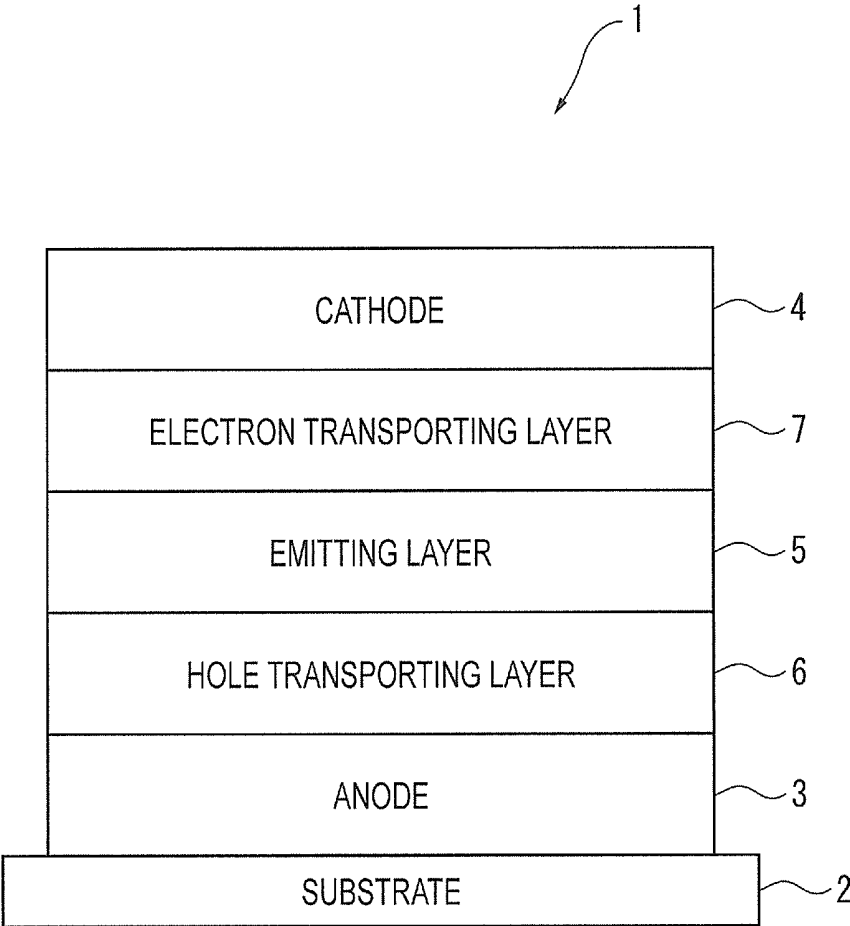 1
CATHODE 4
ELECTRON TRANSPORTING LAYER 7
EMITTING LAYER 5
HOLE TRANSPORTING LAYER 6
ANODE 3
SUBSTRATE 2